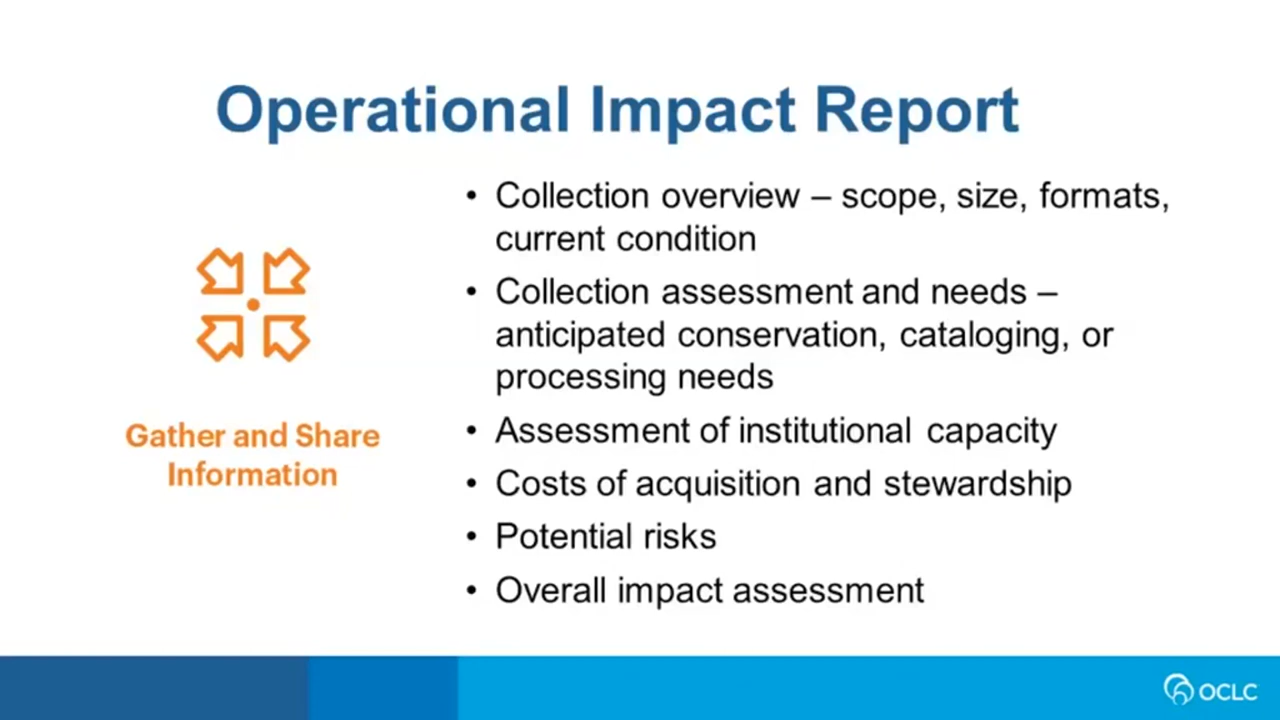 Operational Impact Report
• Collection overview – scope, size, formats,
current condition
• Collection assessment and needs –
anticipated conservation, cataloging, or
processing needs
• Assessment of institutional capacity
• Costs of acquisition and stewardship
• Potential risks
• Overall impact assessment
Gather and Share
Information
OCLC